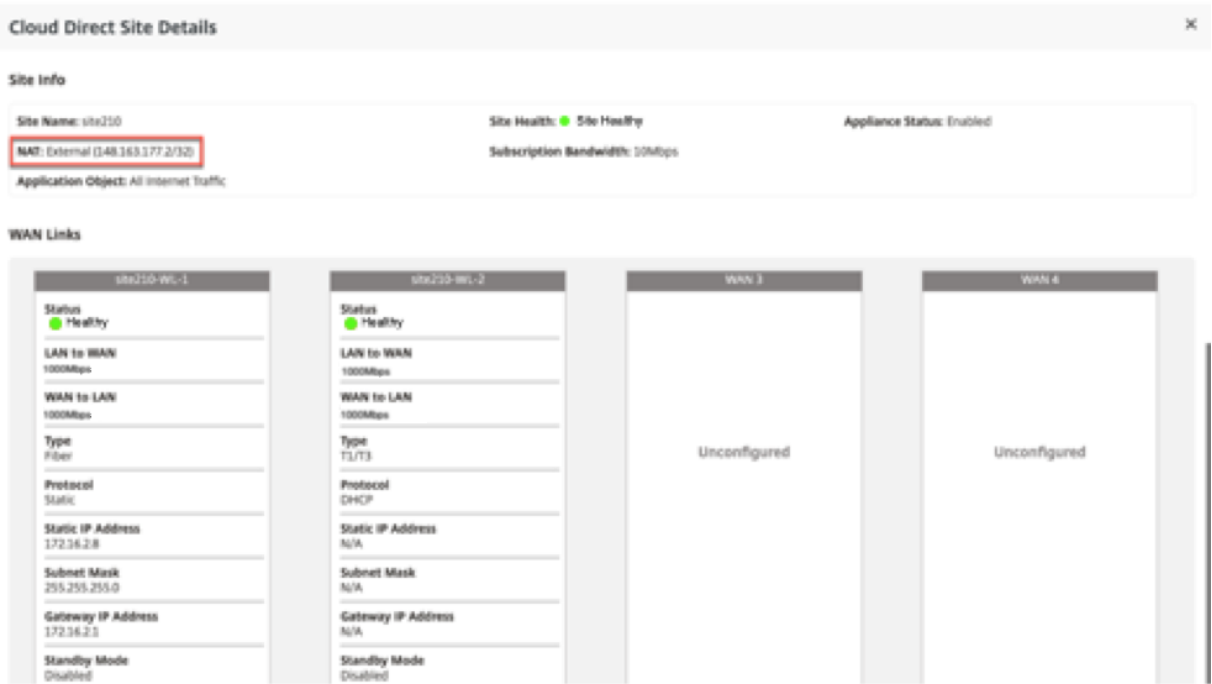 Cloud Direct Site Details ×
Site Info
Site Name: site210 Site Health: Site Healthy Appliance Status: Enabled
NAT: External (148.163.177.2/32) Subscription Bandwidth: 10Mbps
Application Object: All Internet Traffic
WAN Links
site210-WL-1 site210-WL-2 WAN 3 WAN 4
Status Status
Healthy Healthy
LAN to WAN LAN to WAN
1000Mbps 1000Mbps
WAN to LAN WAN to LAN
1000Mbps 1000Mbps
Type Type
Fiber T1/T3 Unconfigured Unconfigured
Protocol Protocol
Static DHCP
Static IP Address Static IP Address
172.16.2.8 N/A
Subnet Mask Subnet Mask
255.255.255.0 N/A
Gateway IP Address Gateway IP Address
172.16.2.1 N/A
Standby Mode Standby Mode
Disabled Disabled